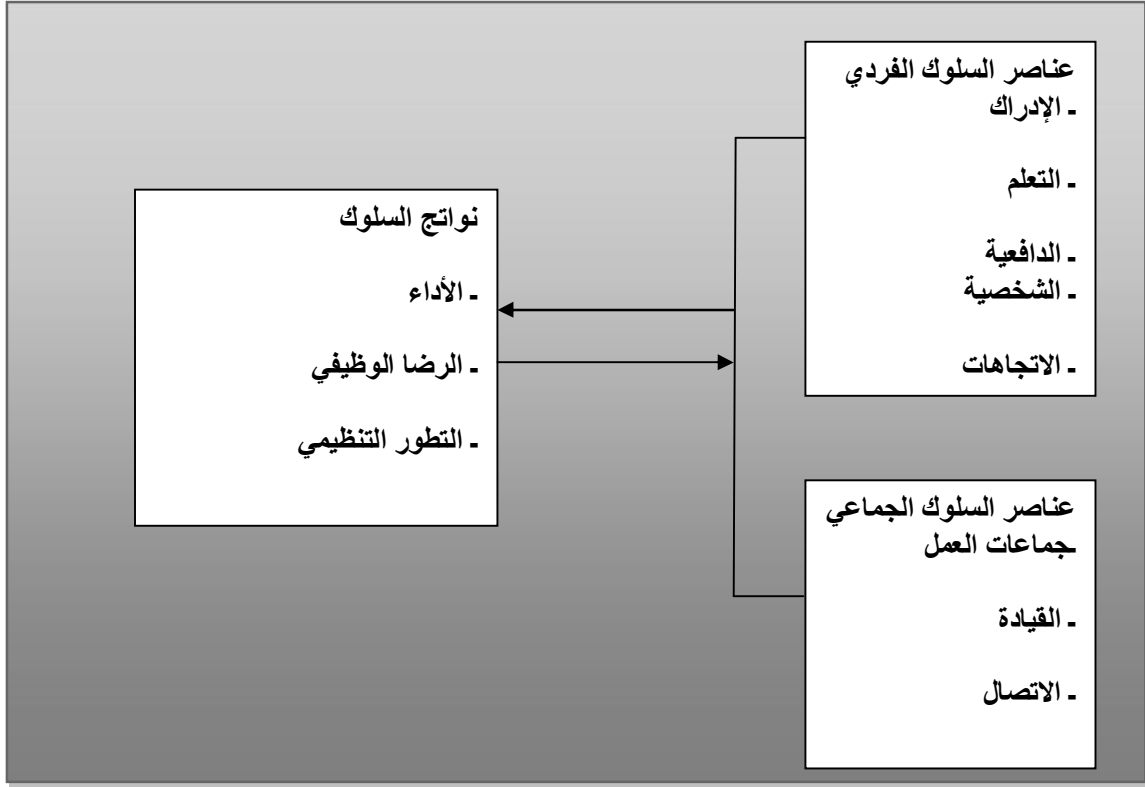 عناصر السلوك الفردي
ـ الإدراك
ـ التعلم
ـ الدافعية
ـ الشخصية
ـ الاتجاهات
عناصر السلوك الجماعي
ـجماعات العمل
ـ القيادة
ـ الاتصال
نواتج السلوك
ـ الأداء
ـ الرضا الوظيفي
ـ التطور التنظيمي